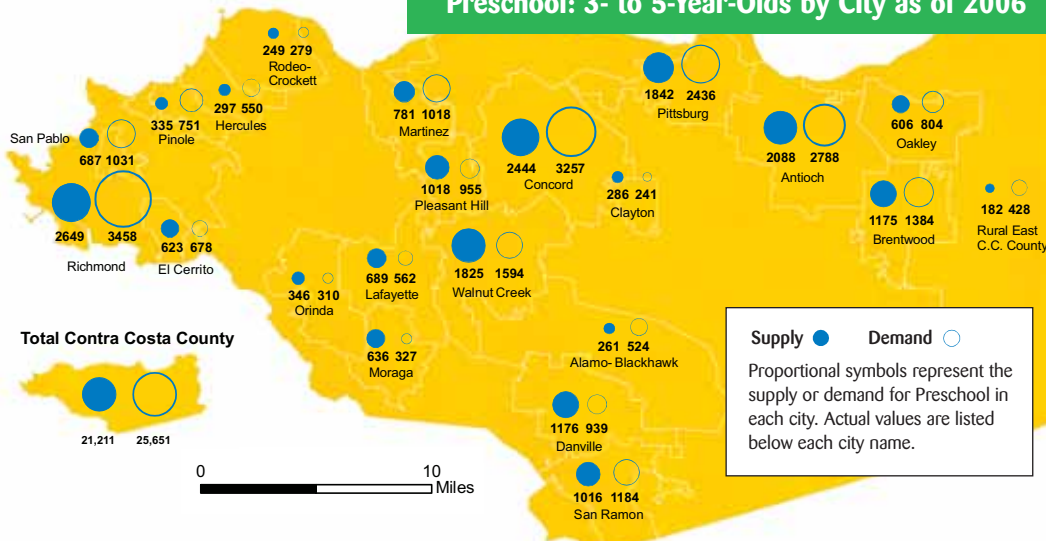 Preschool: 3- to 5-Year-Olds by City as of 2006
249 279
Rodeo-
Crockett
297 550
Hercules
335 751
Pinole
San Pablo
687 1031
2649 3458
Richmond
623 678
El Cerrito
781 1018
Martinez
1018 955
Pleasant Hill
2444 3257
Concord
286 241
Clayton
1842 2436
Pittsburg
2088 2788
Antioch
606 804
Oakley
1175 1384
Brentwood
182 428
Rural East
C.C. County
346 310
Orinda
689 562
Lafayette
1825 1594
Walnut Creek
636 327
Moraga
261 524
Alamo- Blackhawk
1176 939
Danville
1016 1184
San Ramon
Total Contra Costa County
21,211 25,651
0 10
Miles
Supply Demand
Proportional symbols represent the
supply or demand for Preschool in
each city. Actual values are listed
below each city name.